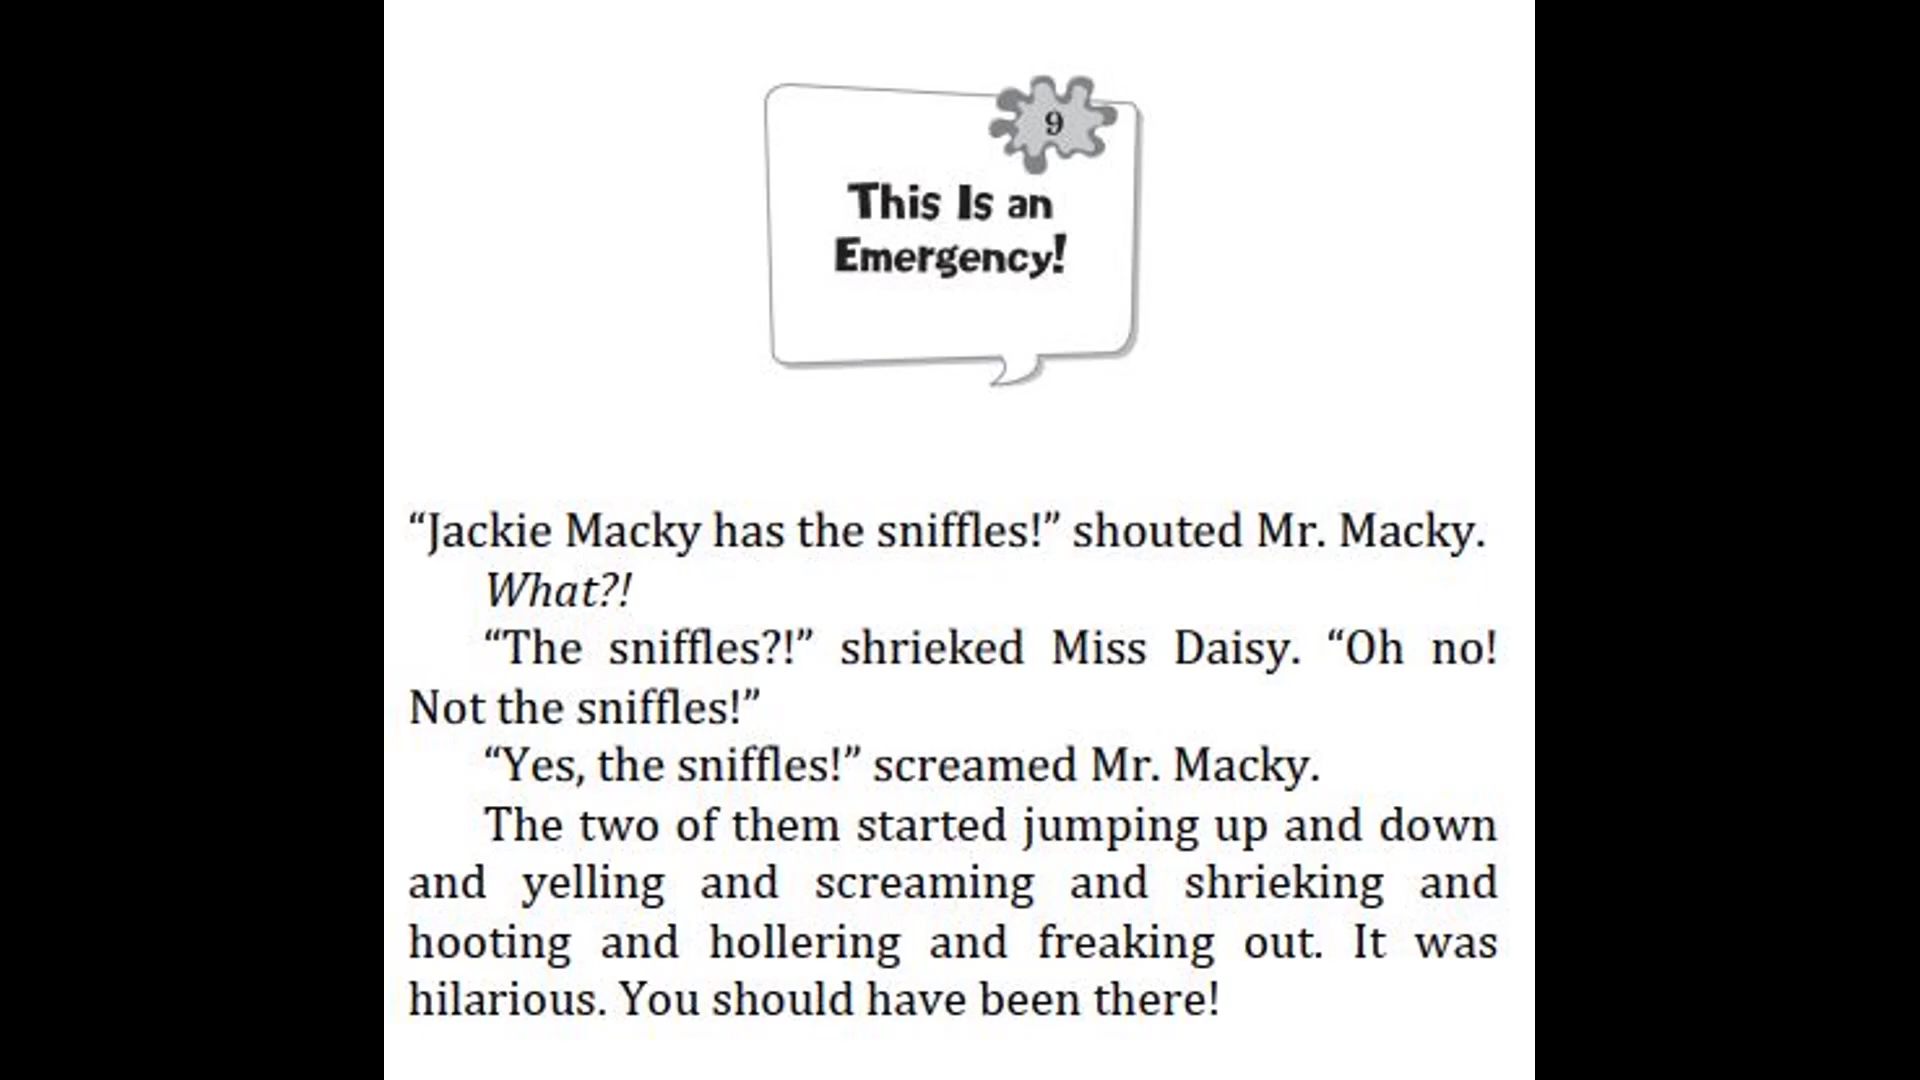 9
This Is an
Emergency!
“Jackie Macky has the sniffles!” shouted Mr. Macky.
What?!
“The sniffles?!” shrieked Miss Daisy. “Oh no!
Not the sniffles!”
“Yes, the sniffles!” screamed Mr. Macky.
The two of them started jumping up and down
and yelling and screaming and shrieking and
hooting and hollering and freaking out. It was
hilarious. You should have been there!